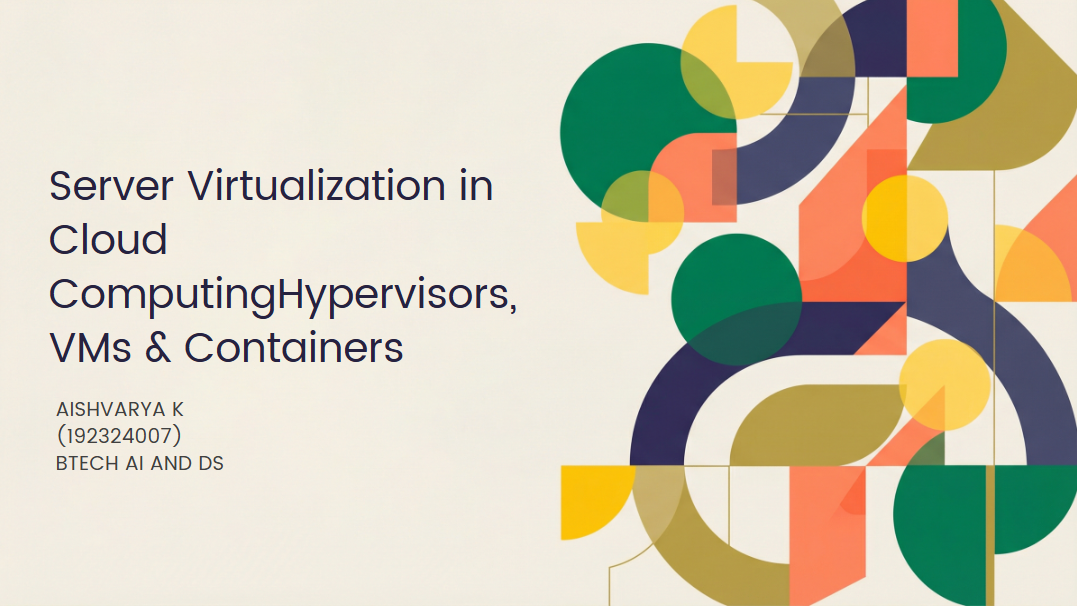 Server Virtualization in
Cloud
ComputingHypervisors,
VMs & Containers
AISHVARYA K
(192324007)
BTECH AI AND DS